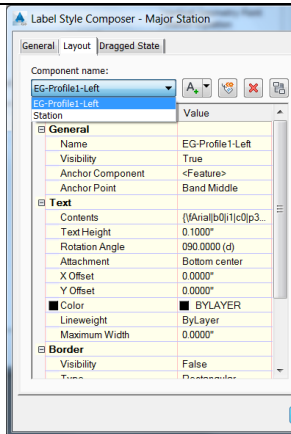 Label Style Composer - Major Station
General Layout Dragged State
Component name:
EG-Profile1-Left
EG-Profile1-Left
Station
Value
General
Name EG-Profile1-Left
Visibility True
Anchor Component <Feature>
Anchor Point Band Middle
Text
Contents {\fArial|b0|i1|c0|p3...
Text Height 0.1000"
Rotation Angle 090.0000 (d)
Attachment Bottom center
X Offset 0.0000"
Y Offset 0.0000"
Color BYLAYER
Lineweight ByLayer
Maximum Width 0.0000"
Border
Visibility False
Type Rectangular